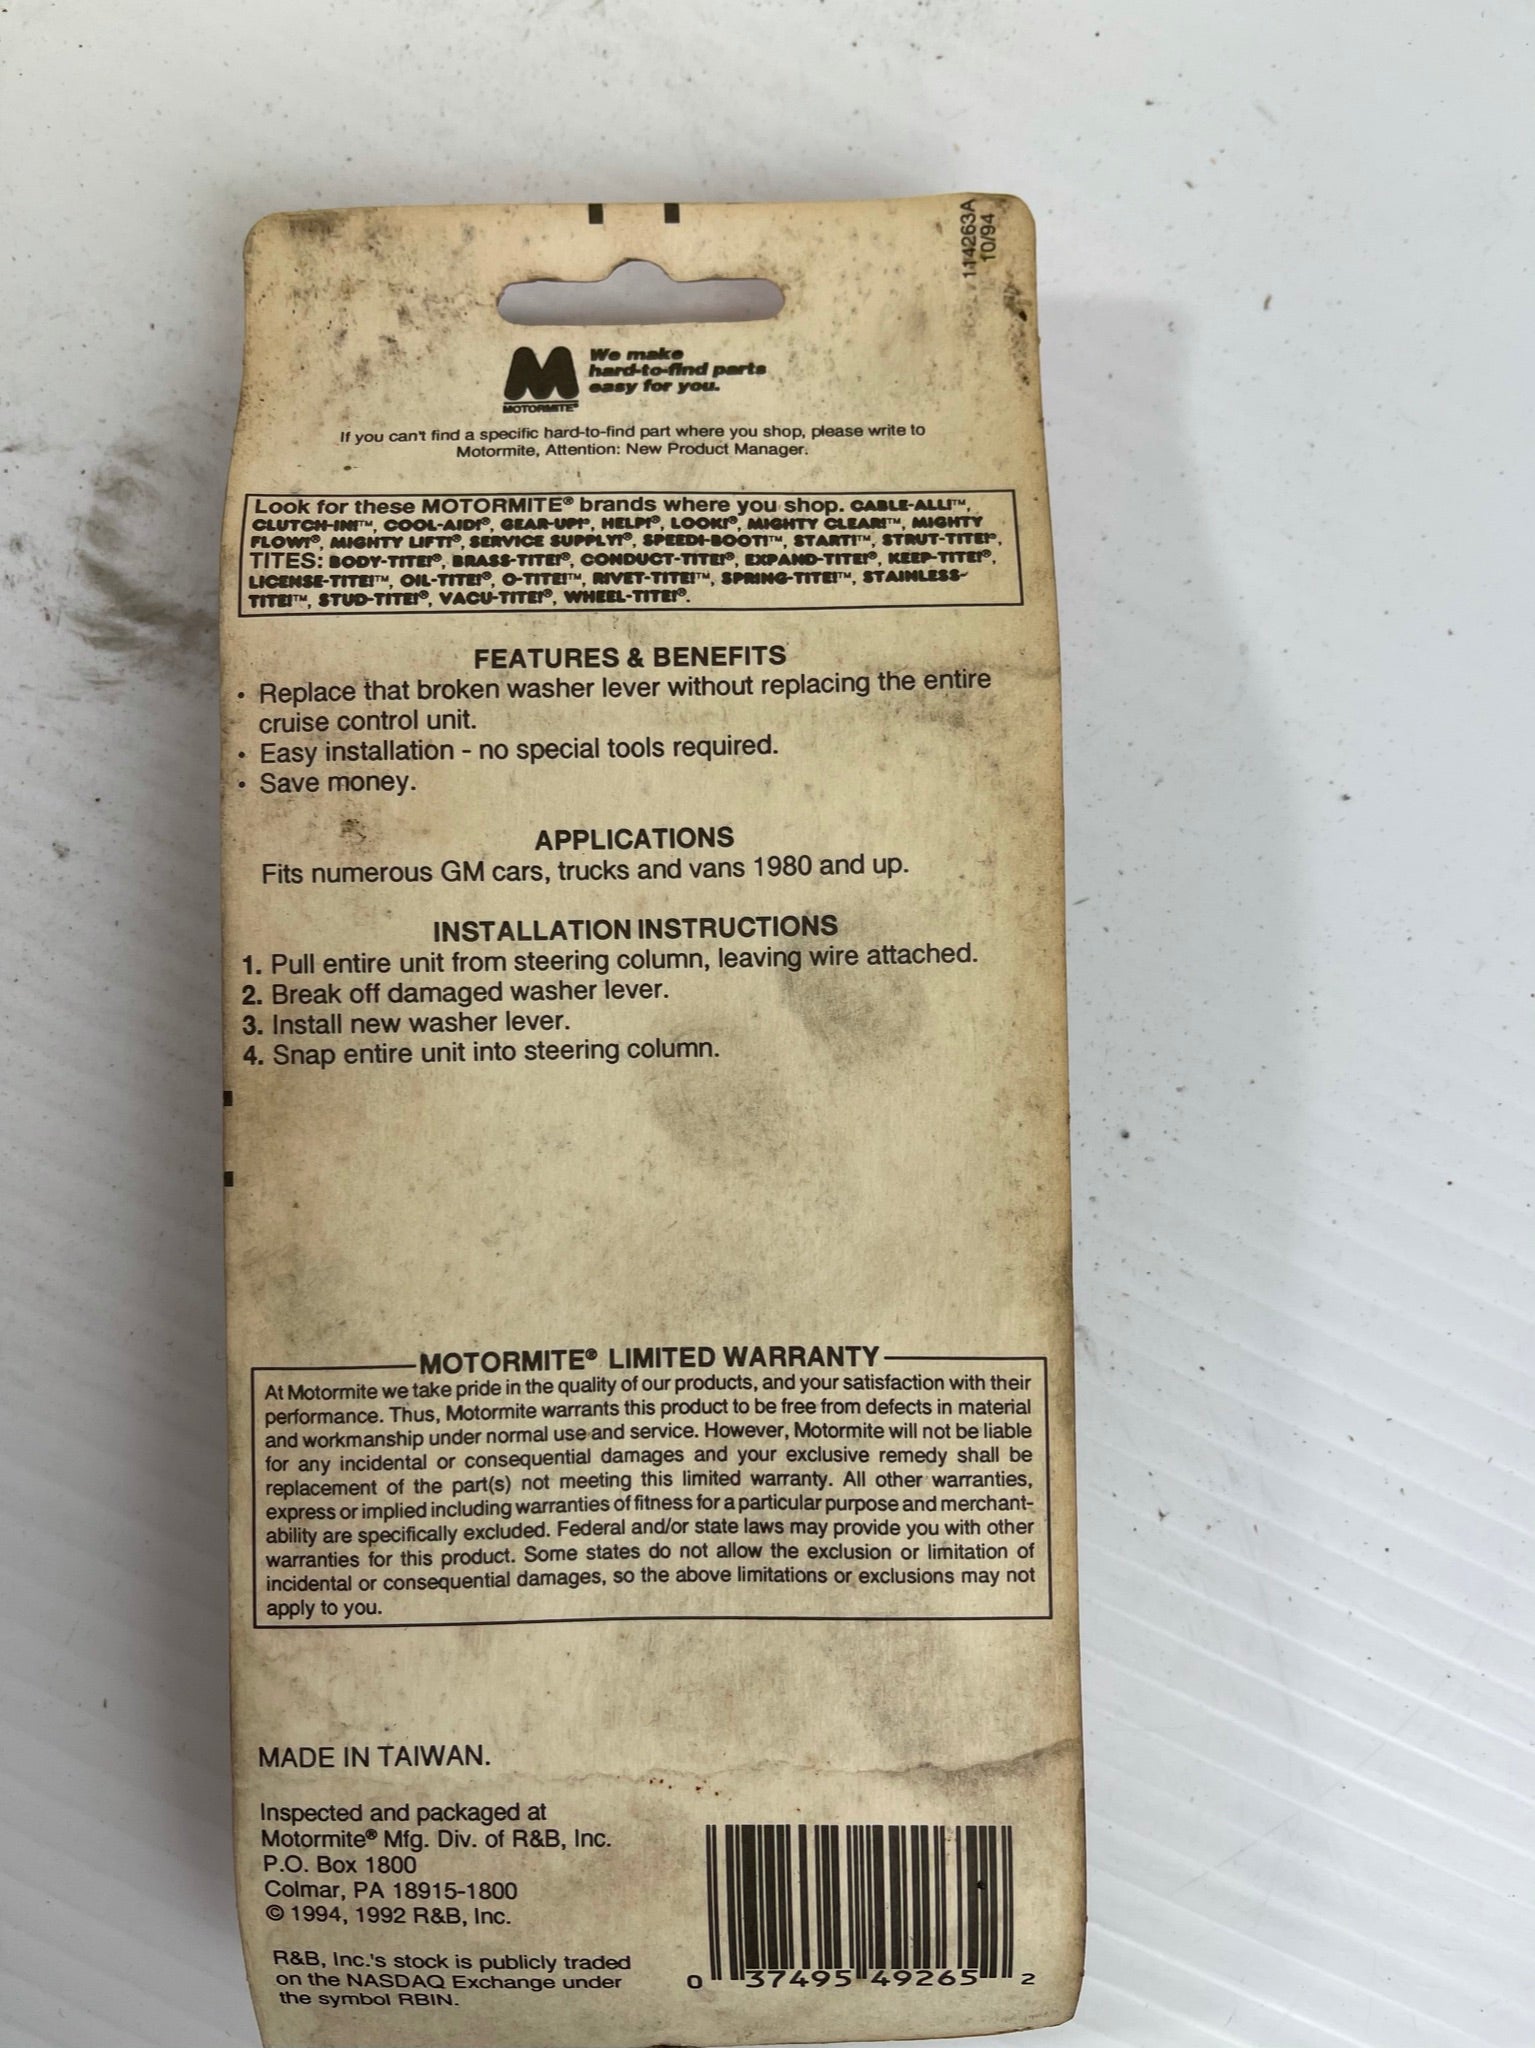 114263A
10/94
We make
hard-to-find parts
easy for you.
MOTORMITE®
If you can't find a specific hard-to-find part where you shop, please write to
Motormite, Attention: New Product Manager.
Look for these MOTORMITE® brands where you shop. CABLE-ALL!™,
CLUTCH-IN!™, COOL-AID!®, GEAR-UP!®, HELP!®, LOOK!®, MIGHTY CLEAR!™, MIGHTY
FLOW!®, MIGHTY LIFT!®, SERVICE SUPPLY!®, SPEEDI-BOOT!™, START!™, STRUT-TITE!®,
TITES: BODY-TITE!®, BRASS-TITE!®, CONDUCT-TITE!®, EXPAND-TITE!®, KEEP-TITE!®,
LICENSE-TITE!™, OIL-TITE!®, O-TITE!™, RIVET-TITE!™, SPRING-TITE!™, STAINLESS-
TITE!™, STUD-TITE!®, VACU-TITE!®, WHEEL-TITE!®.
FEATURES & BENEFITS
• Replace that broken washer lever without replacing the entire
cruise control unit.
• Easy installation - no special tools required.
• Save money.
APPLICATIONS
Fits numerous GM cars, trucks and vans 1980 and up.
INSTALLATION INSTRUCTIONS
1. Pull entire unit from steering column, leaving wire attached.
2. Break off damaged washer lever.
3. Install new washer lever.
4. Snap entire unit into steering column.
MOTORMITE® LIMITED WARRANTY
At Motormite we take pride in the quality of our products, and your satisfaction with their
performance. Thus, Motormite warrants this product to be free from defects in material
and workmanship under normal use and service. However, Motormite will not be liable
for any incidental or consequential damages and your exclusive remedy shall be
replacement of the part(s) not meeting this limited warranty. All other warranties,
express or implied including warranties of fitness for a particular purpose and merchant-
ability are specifically excluded. Federal and/or state laws may provide you with other
warranties for this product. Some states do not allow the exclusion or limitation of
incidental or consequential damages, so the above limitations or exclusions may not
apply to you.
MADE IN TAIWAN.
Inspected and packaged at
Motormite® Mfg. Div. of R&B, Inc.
P.O. Box 1800
Colmar, PA 18915-1800
© 1994, 1992 R&B, Inc.
R&B, Inc.'s stock is publicly traded
on the NASDAQ Exchange under
the symbol RBIN.
0 37495 49265 2